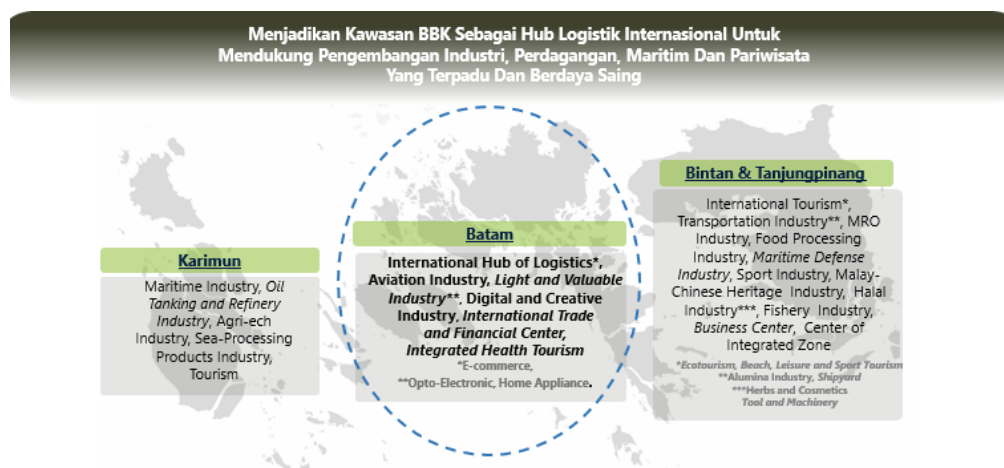 Menjadikan Kawasan BBK Sebagai Hub Logistik Internasional Untuk
Mendukung Pengembangan Industri, Perdagangan, Maritim Dan Pariwisata
Yang Terpadu Dan Berdaya Saing
Karimun
Maritime Industry, Oil
Tanking and Refinery
Industry, Agri-ech
Industry, Sea-Processing
Products Industry,
Tourism
Batam
International Hub of Logistics*,
Aviation Industry, Light and Valuable
Industry**, Digital and Creative
Industry, International Trade
and Financial Center,
Integrated Health Tourism
*E-commerce,
**Opto-Electronic, Home Appliance.
Bintan & Tanjungpinang
International Tourism*,
Transportation Industry**, MRO
Industry, Food Processing
Industry, Maritime Defense
Industry, Sport Industry, Malay-
Chinese Heritage Industry, Halal
Industry***, Fishery Industry,
Business Center, Center of
Integrated Zone
*Ecotourism, Beach, Leisure and Sport Tourism
**Alumina Industry, Shipyard
***Herbs and Cosmetics
Tool and Machinery